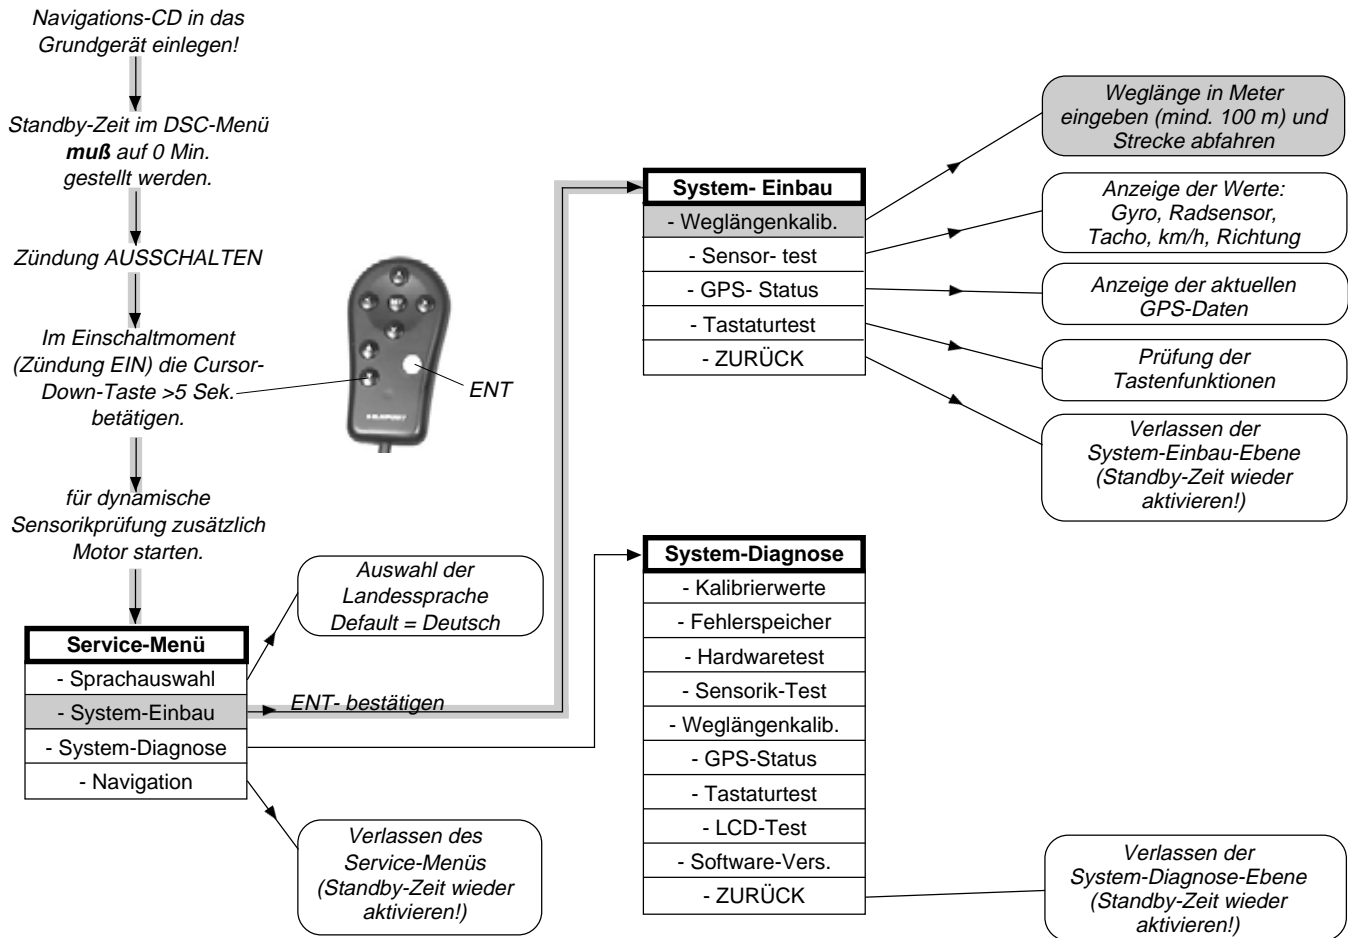 Navigations-CD in das
Grundgerät einlegen!
Standby-Zeit im DSC-Menü
muß auf 0 Min.
gestellt werden.
Zündung AUSSCHALTEN
Im Einschaltmoment
(Zündung EIN) die Cursor-
Down-Taste >5 Sek.
betätigen.
ENT
für dynamische
Sensorikprüfung zusätzlich
Motor starten.
Service-Menü
- Sprachauswahl
- System-Einbau
- System-Diagnose
- Navigation
Auswahl der
Landessprache
Default = Deutsch
ENT- bestätigen
Verlassen des
Service-Menüs
(Standby-Zeit wieder
aktivieren!)
System- Einbau
- Weglängenkalib.
- Sensor- test
- GPS- Status
- Tastaturtest
- ZURÜCK
Weglänge in Meter
eingeben (mind. 100 m) und
Strecke abfahren
Anzeige der Werte:
Gyro, Radsensor,
Tacho, km/h, Richtung
Anzeige der aktuellen
GPS-Daten
Prüfung der
Tastenfunktionen
Verlassen der
System-Einbau-Ebene
(Standby-Zeit wieder
aktivieren!)
System-Diagnose
- Kalibrierwerte
- Fehlerspeicher
- Hardwaretest
- Sensorik-Test
- Weglängenkalib.
- GPS-Status
- Tastaturtest
- LCD-Test
- Software-Vers.
- ZURÜCK
Verlassen der
System-Diagnose-Ebene
(Standby-Zeit wieder
aktivieren!)